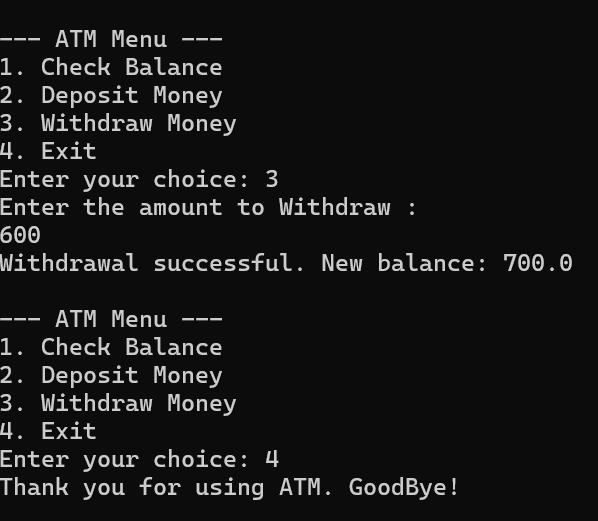 --- ATM Menu ---
1. Check Balance
2. Deposit Money
3. Withdraw Money
4. Exit
Enter your choice: 3
Enter the amount to Withdraw :
600
Withdrawal successful. New balance: 700.0
--- ATM Menu ---
1. Check Balance
2. Deposit Money
3. Withdraw Money
4. Exit
Enter your choice: 4
Thank you for using ATM. GoodBye!